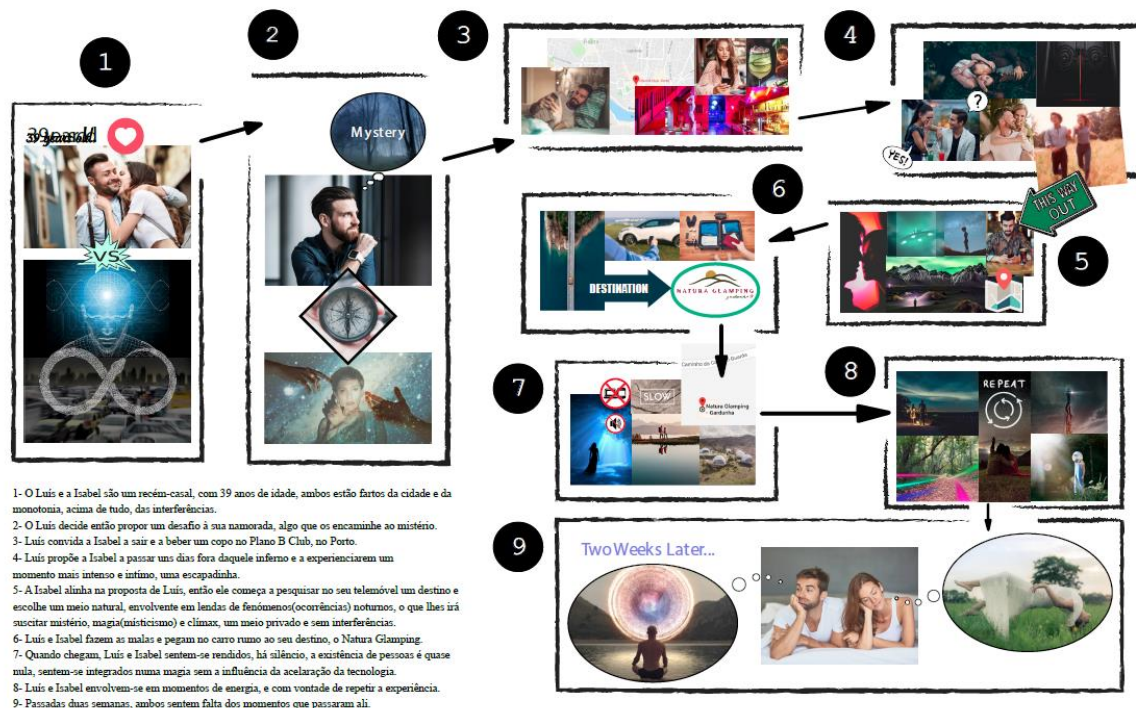 1
2
3
4
5
6
7
8
9
39 years old!
VS
Mystery
?
YES!
THIS WAY
OUT
DESTINATION
NATURA GLAMPING
SLOW
Natura Glamping
- Gardunha
REPEAT
Two Weeks Later...
1- O Luís e a Isabel são um recém-casal, com 39 anos de idade, ambos estão fartos da cidade e da
monotonia, acima de tudo, das interferências.
2- O Luís decide então propor um desafio à sua namorada, algo que os encaminhe ao mistério.
3- Luís convida a Isabel a sair e a beber um copo no Plano B Club, no Porto.
4- Luís propõe a Isabel a passar uns dias fora daquele inferno e a experienciarem um
momento mais intenso e intimo, uma escapadinha.
5- A Isabel alinha na proposta de Luís, então ele começa a pesquisar no seu telemóvel um destino e
escolhe um meio natural, envolvente em lendas de fenómenos(ocorrências) noturnos, o que lhes irá
suscitar mistério, magia(misticismo) e clímax, um meio privado e sem interferências.
6- Luís e Isabel fazem as malas e pegam no carro rumo ao seu destino, o Natura Glamping.
7- Quando chegam, Luís e Isabel sentem-se rendidos, há silêncio, a existência de pessoas é quase
nula, sentem-se integrados numa magia sem a influência da acelaração da tecnologia.
8- Luís e Isabel envolvem-se em momentos de energia, e com vontade de repetir a experiência.
9- Passadas duas semanas, ambos sentem falta dos momentos que passaram ali.